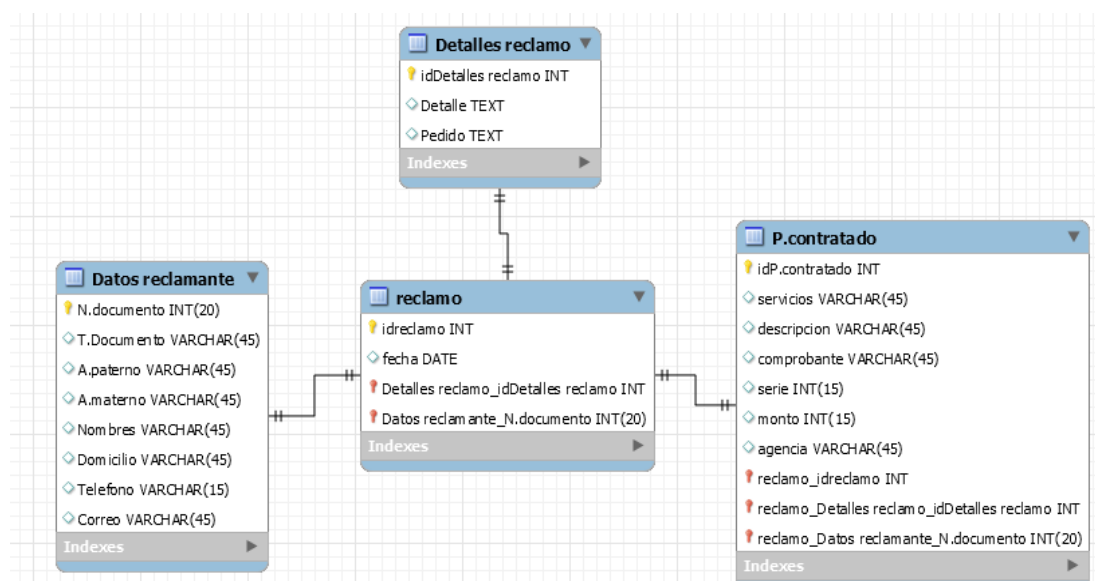 Detalles reclamo
idDetalles reclamo INT
Detalle TEXT
Pedido TEXT
Indexes
Datos reclamante
N.documento INT(20)
T.Documento VARCHAR(45)
A.paterno VARCHAR(45)
A.materno VARCHAR(45)
Nombres VARCHAR(45)
Domicilio VARCHAR(45)
Telefono VARCHAR(15)
Correo VARCHAR(45)
Indexes
reclamo
idreclamo INT
fecha DATE
Detalles reclamo_idDetalles reclamo INT
Datos reclamante_N.documento INT(20)
Indexes
P.contratado
idP.contratado INT
servicios VARCHAR(45)
descripcion VARCHAR(45)
comprobante VARCHAR(45)
serie INT(15)
monto INT(15)
agencia VARCHAR(45)
reclamo_idreclamo INT
reclamo_Detalles reclamo_idDetalles reclamo INT
reclamo_Datos reclamante_N.documento INT(20)
Indexes